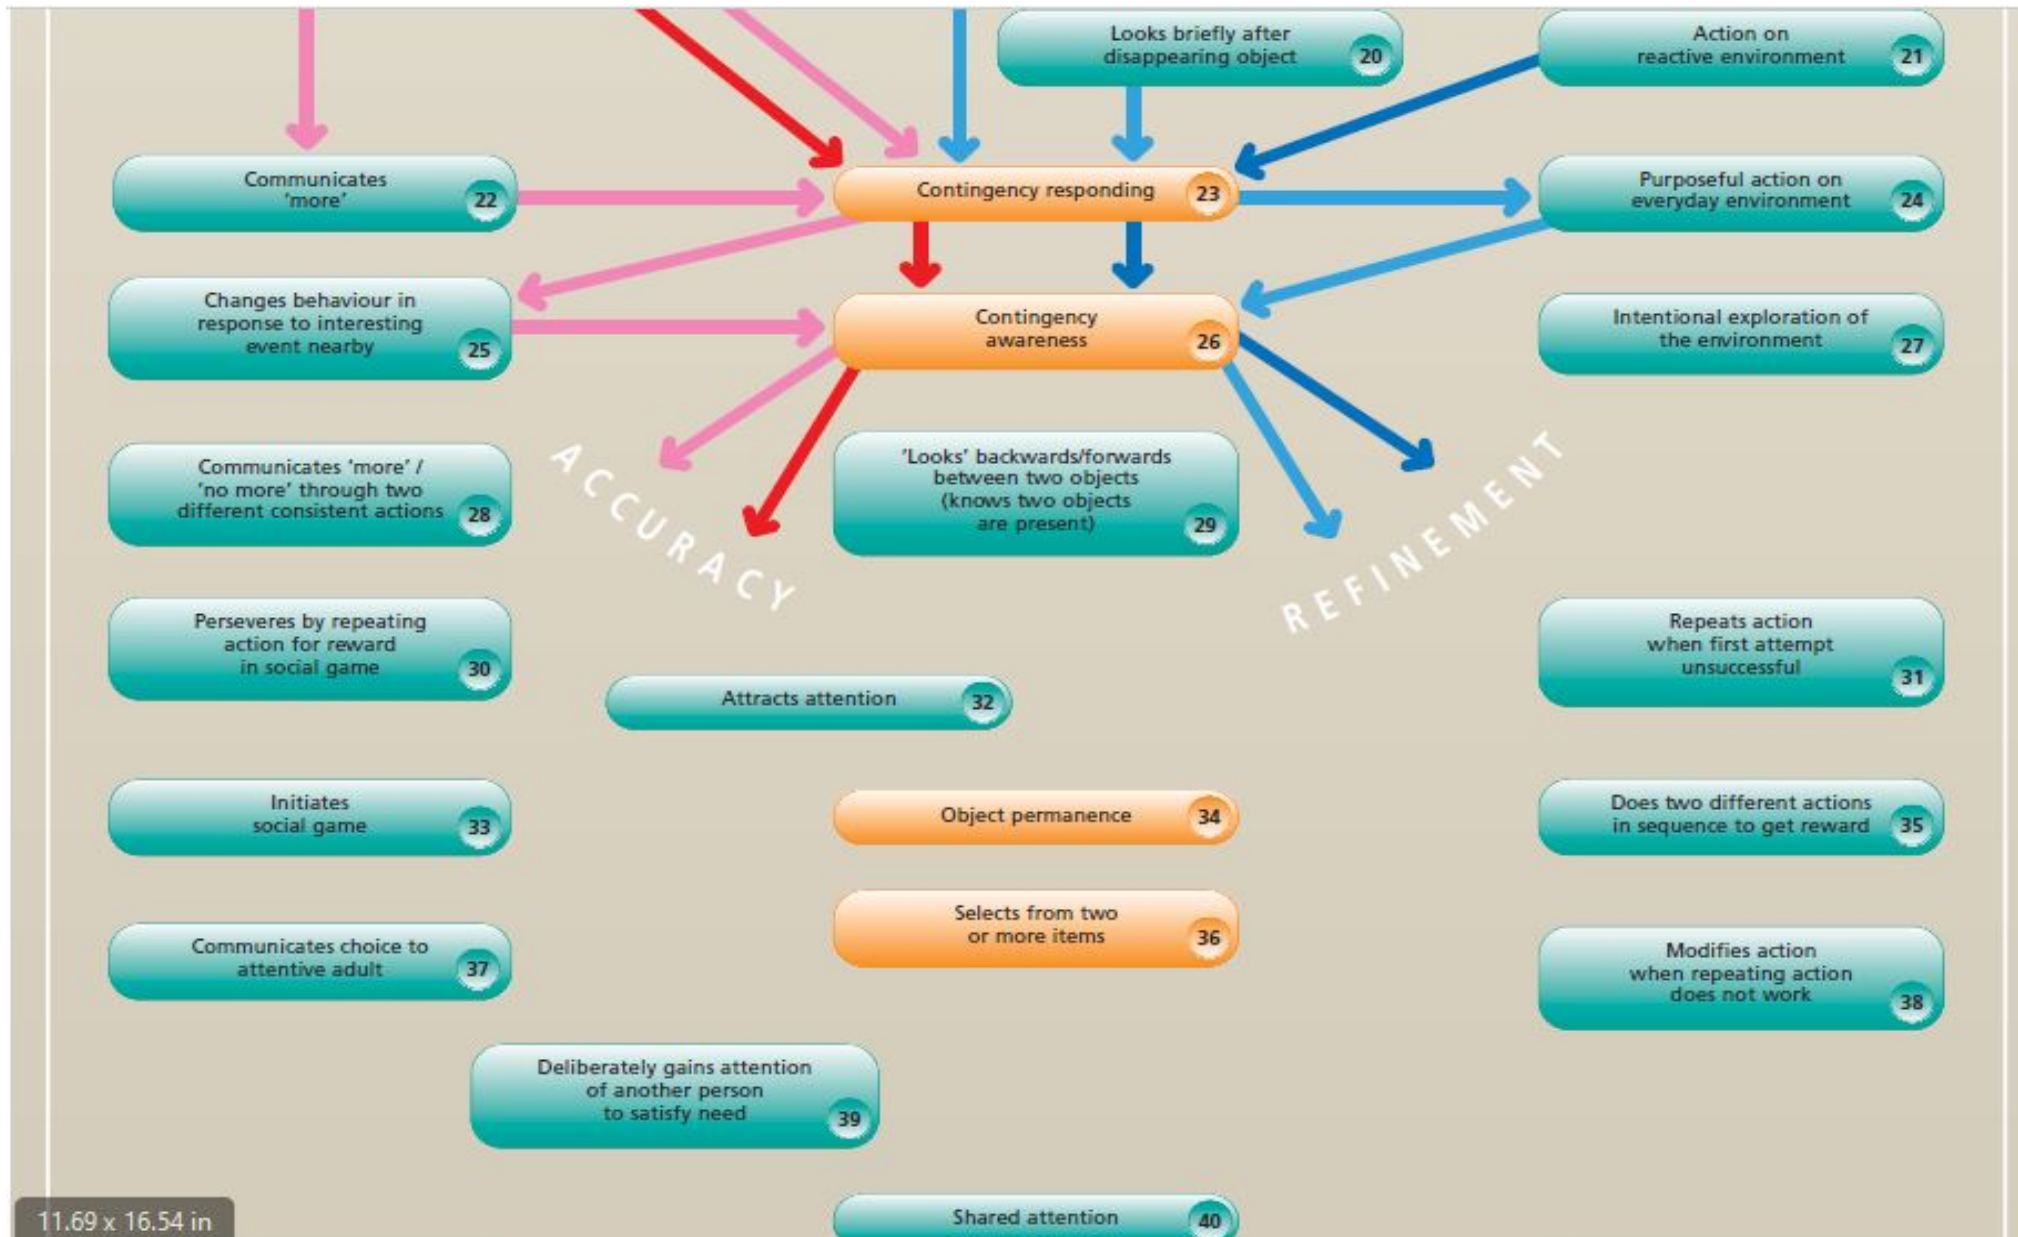 Looks briefly after
disappearing object
20
Action on
reactive environment
21
Communicates
'more'
22
Contingency responding
23
Purposeful action on
everyday environment
24
Changes behaviour in
response to interesting
event nearby
25
Contingency
awareness
26
Intentional exploration of
the environment
27
Communicates 'more' /
'no more' through two
different consistent actions
28
ACCURACY
'Looks' backwards/forwards
between two objects
(knows two objects
are present)
29
REFINEMENT
Perseveres by repeating
action for reward
in social game
30
Repeats action
when first attempt
unsuccessful
31
Attracts attention
32
Initiates
social game
33
Object permanence
34
Does two different actions
in sequence to get reward
35
Selects from two
or more items
36
Communicates choice to
attentive adult
37
Modifies action
when repeating action
does not work
38
Deliberately gains attention
of another person
to satisfy need
39
Shared attention
40
11.69 x 16.54 in